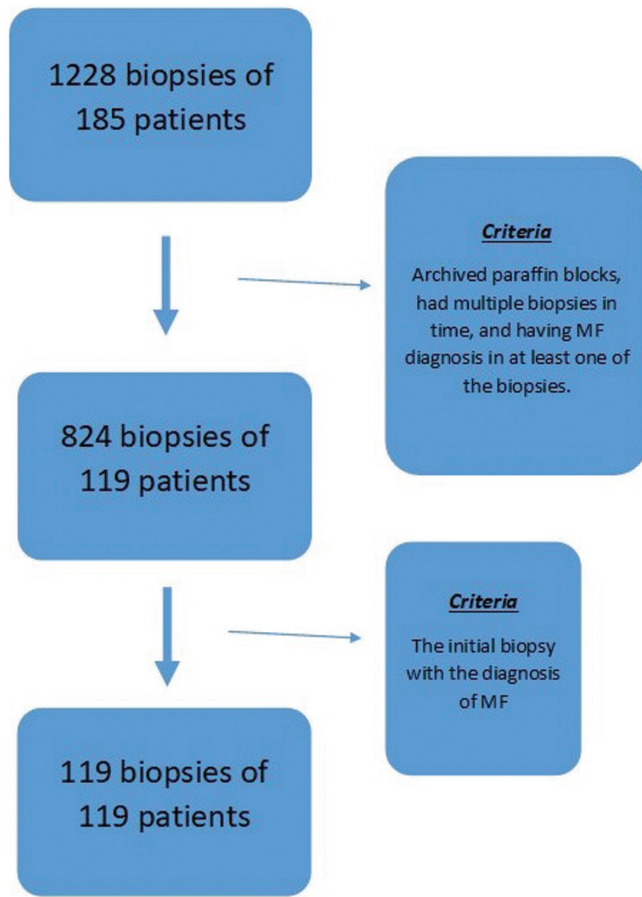 1228 biopsies of
185 patients
Criteria
Archived paraffin blocks,
had multiple biopsies in
time, and having MF
diagnosis in at least one of
the biopsies.
824 biopsies of
119 patients
Criteria
The initial biopsy
with the diagnosis
of MF
119 biopsies of
119 patients